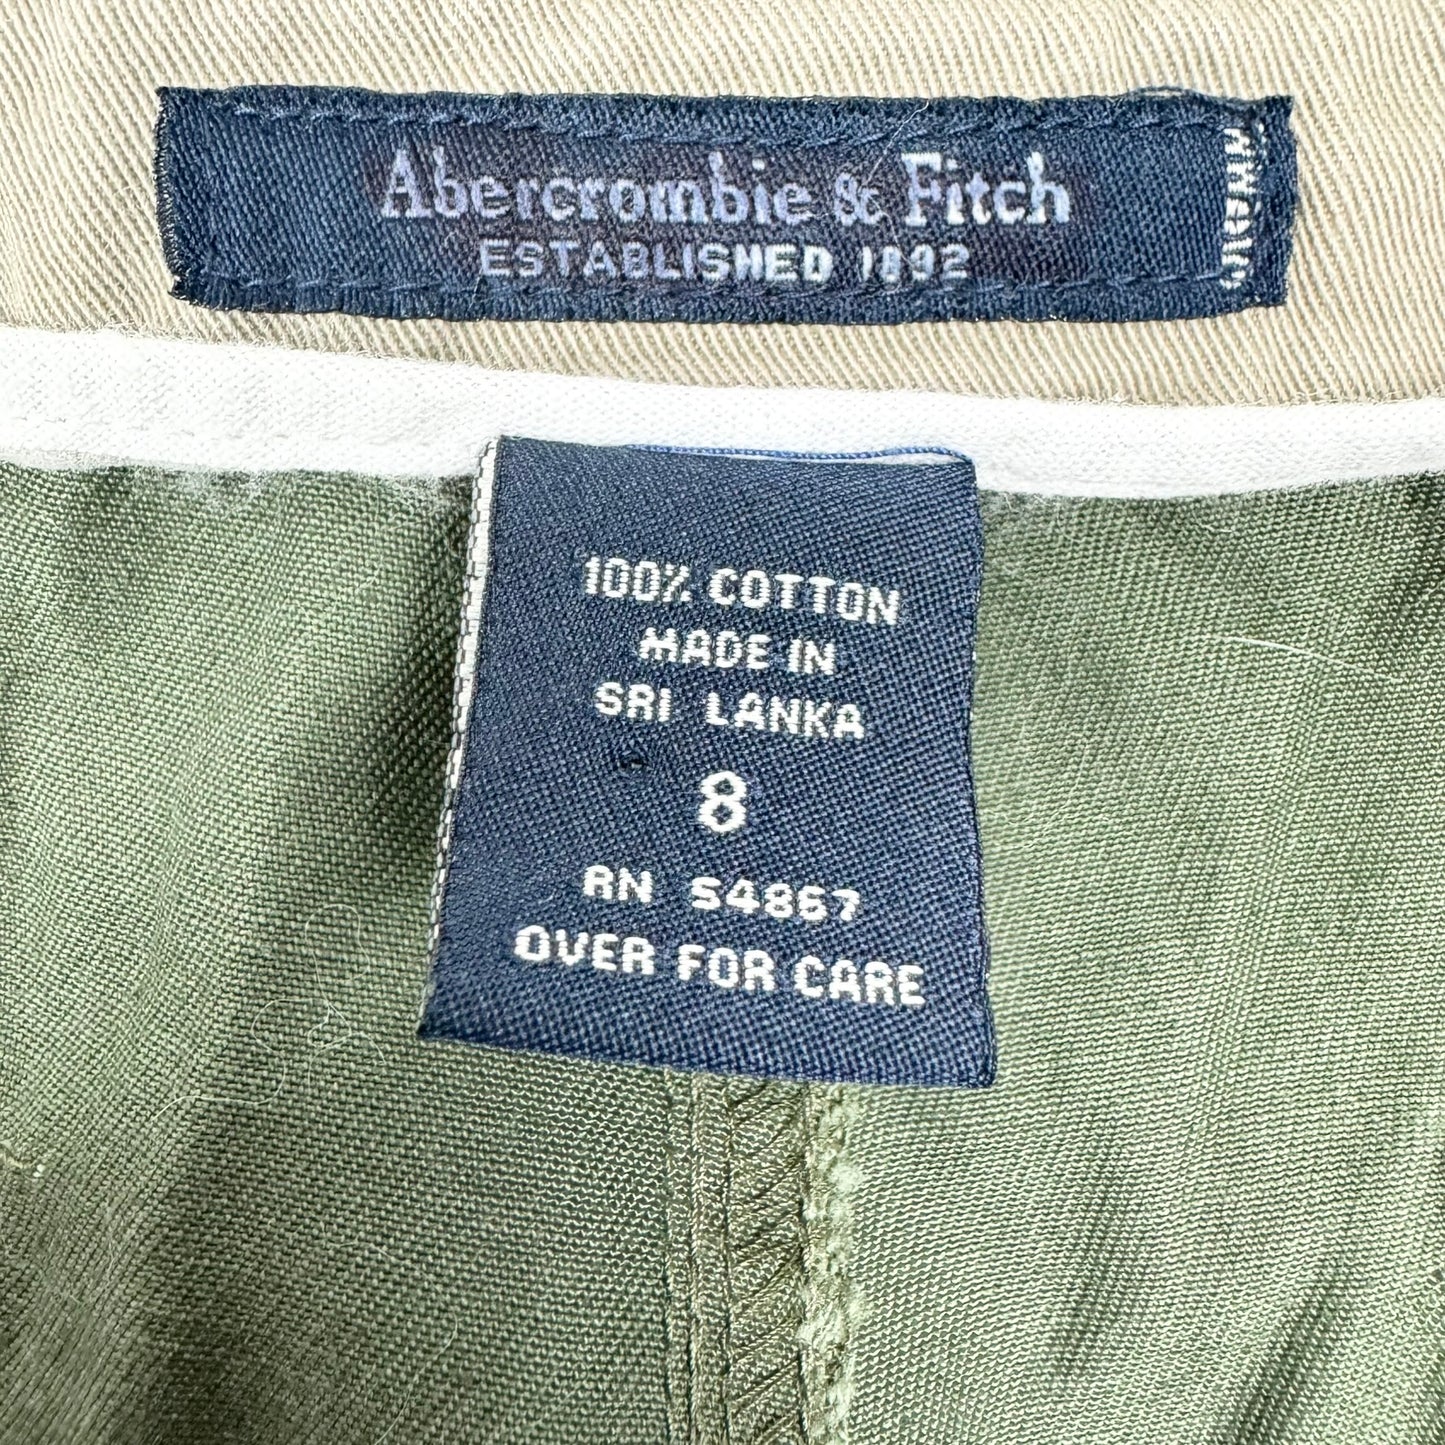 Abercrombie & Fitch
ESTABLISHED 1892
100% COTTON
MADE IN
SRI LANKA
8
RN 54867
OVER FOR CARE